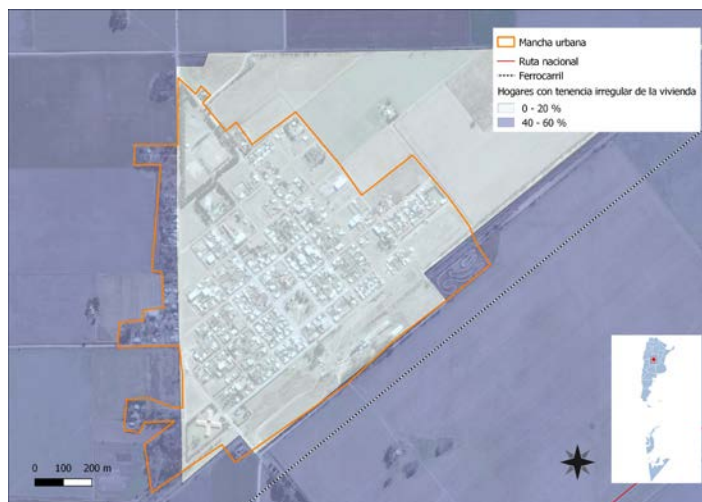 Mancha urbana
Ruta nacional
Ferrocarril
Hogares con tenencia irregular de la vivienda
0 - 20 %
40 - 60 %
0 100 200 m